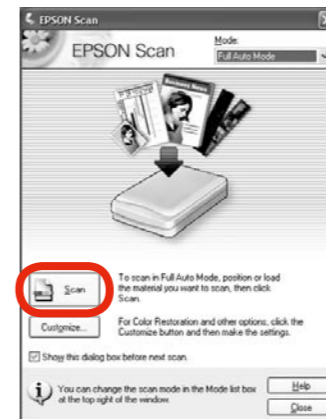 EPSON Scan
EPSON Scan
Mode:
Full Auto Mode
Business News
Scan
To scan in Full Auto Mode, position or load
the material you want to scan, then click
Scan.
Customize...
For Color Restoration and other options, click the
Customize button and then make the settings.
Show this dialog box before next scan.
You can change the scan mode in the Mode list box
at the top right of the window.
Help
Close